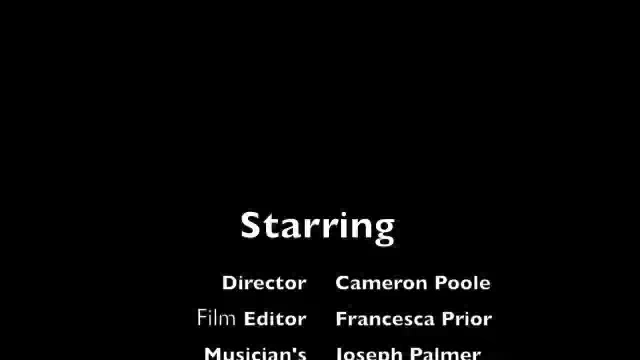 Starring
Director Cameron Poole
Film Editor Francesca Prior
Musician's Joseph Palmer